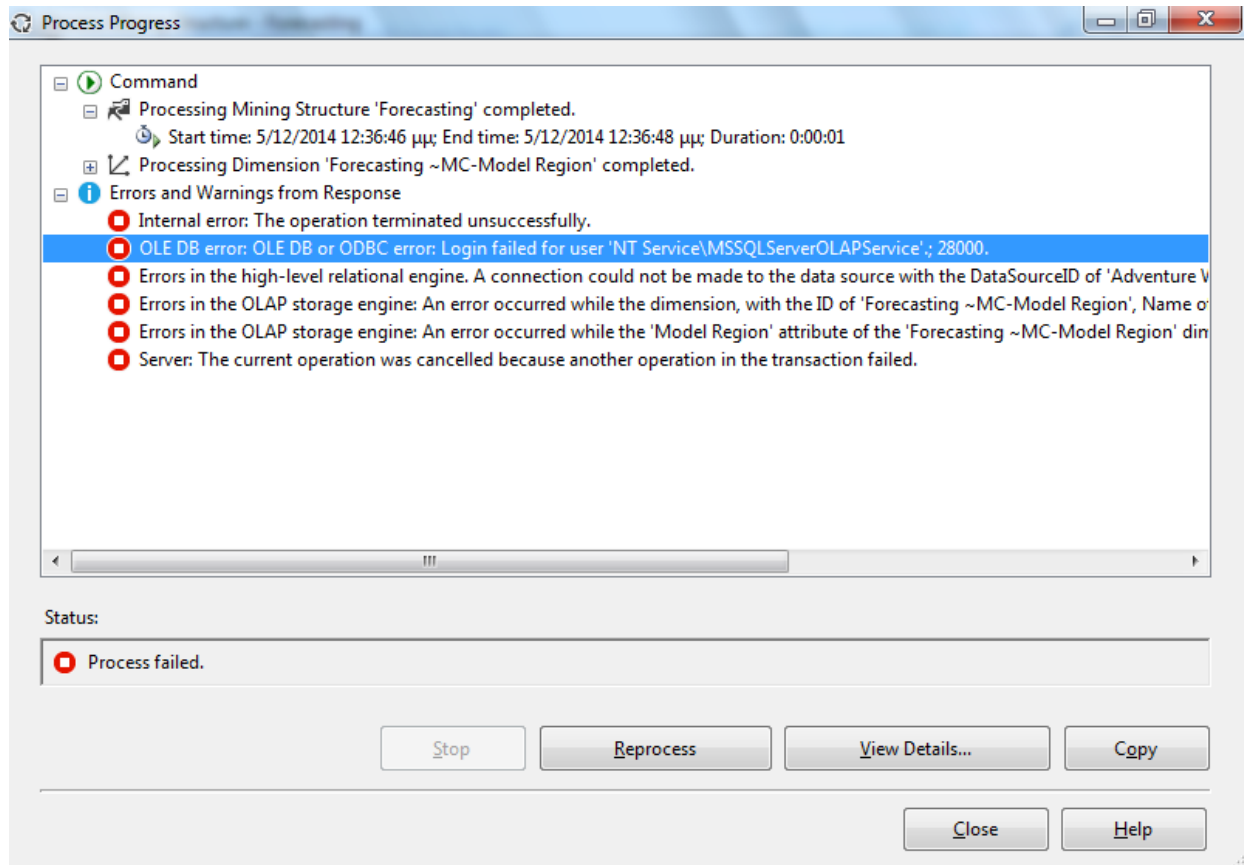 Process Progress
Command
Processing Mining Structure 'Forecasting' completed.
Start time: 5/12/2014 12:36:46 μμ; End time: 5/12/2014 12:36:48 μμ; Duration: 0:00:01
Processing Dimension 'Forecasting ~MC-Model Region' completed.
Errors and Warnings from Response
Internal error: The operation terminated unsuccessfully.
OLE DB error: OLE DB or ODBC error: Login failed for user 'NT Service\MSSQLServerOLAPService'.; 28000.
Errors in the high-level relational engine. A connection could not be made to the data source with the DataSourceID of 'Adventure
Errors in the OLAP storage engine: An error occurred while the dimension, with the ID of 'Forecasting ~MC-Model Region', Name of
Errors in the OLAP storage engine: An error occurred while the 'Model Region' attribute of the 'Forecasting ~MC-Model Region' dim
Server: The current operation was cancelled because another operation in the transaction failed.
Status:
Process failed.
Stop
Reprocess
View Details...
Copy
Close
Help